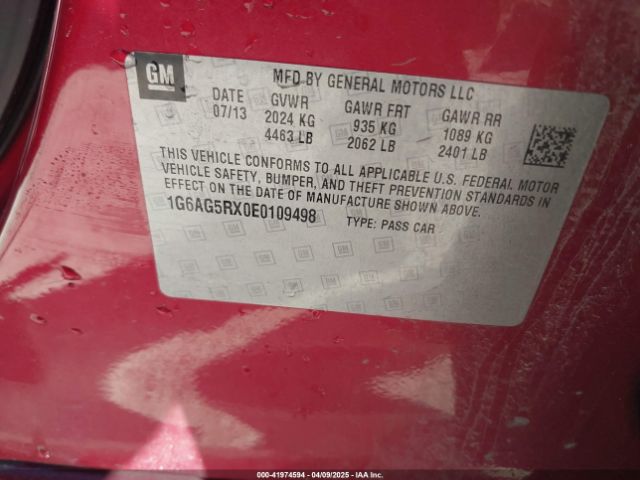 GM
MFD BY GENERAL MOTORS LLC
DATE GVWR GAWR FRT GAWR RR
07/13 2024 KG 935 KG 1089 KG
4463 LB 2062 LB 2401 LB
THIS VEHICLE CONFORMS TO ALL APPLICABLE U.S. FEDERAL MOTOR
VEHICLE SAFETY, BUMPER, AND THEFT PREVENTION STANDARDS IN
EFFECT ON THE DATE OF MANUFACTURE SHOWN ABOVE.
1G6AG5RX0E0109498 TYPE: PASS CAR
000-41974594 / 04/09/2025 - IAA Inc.